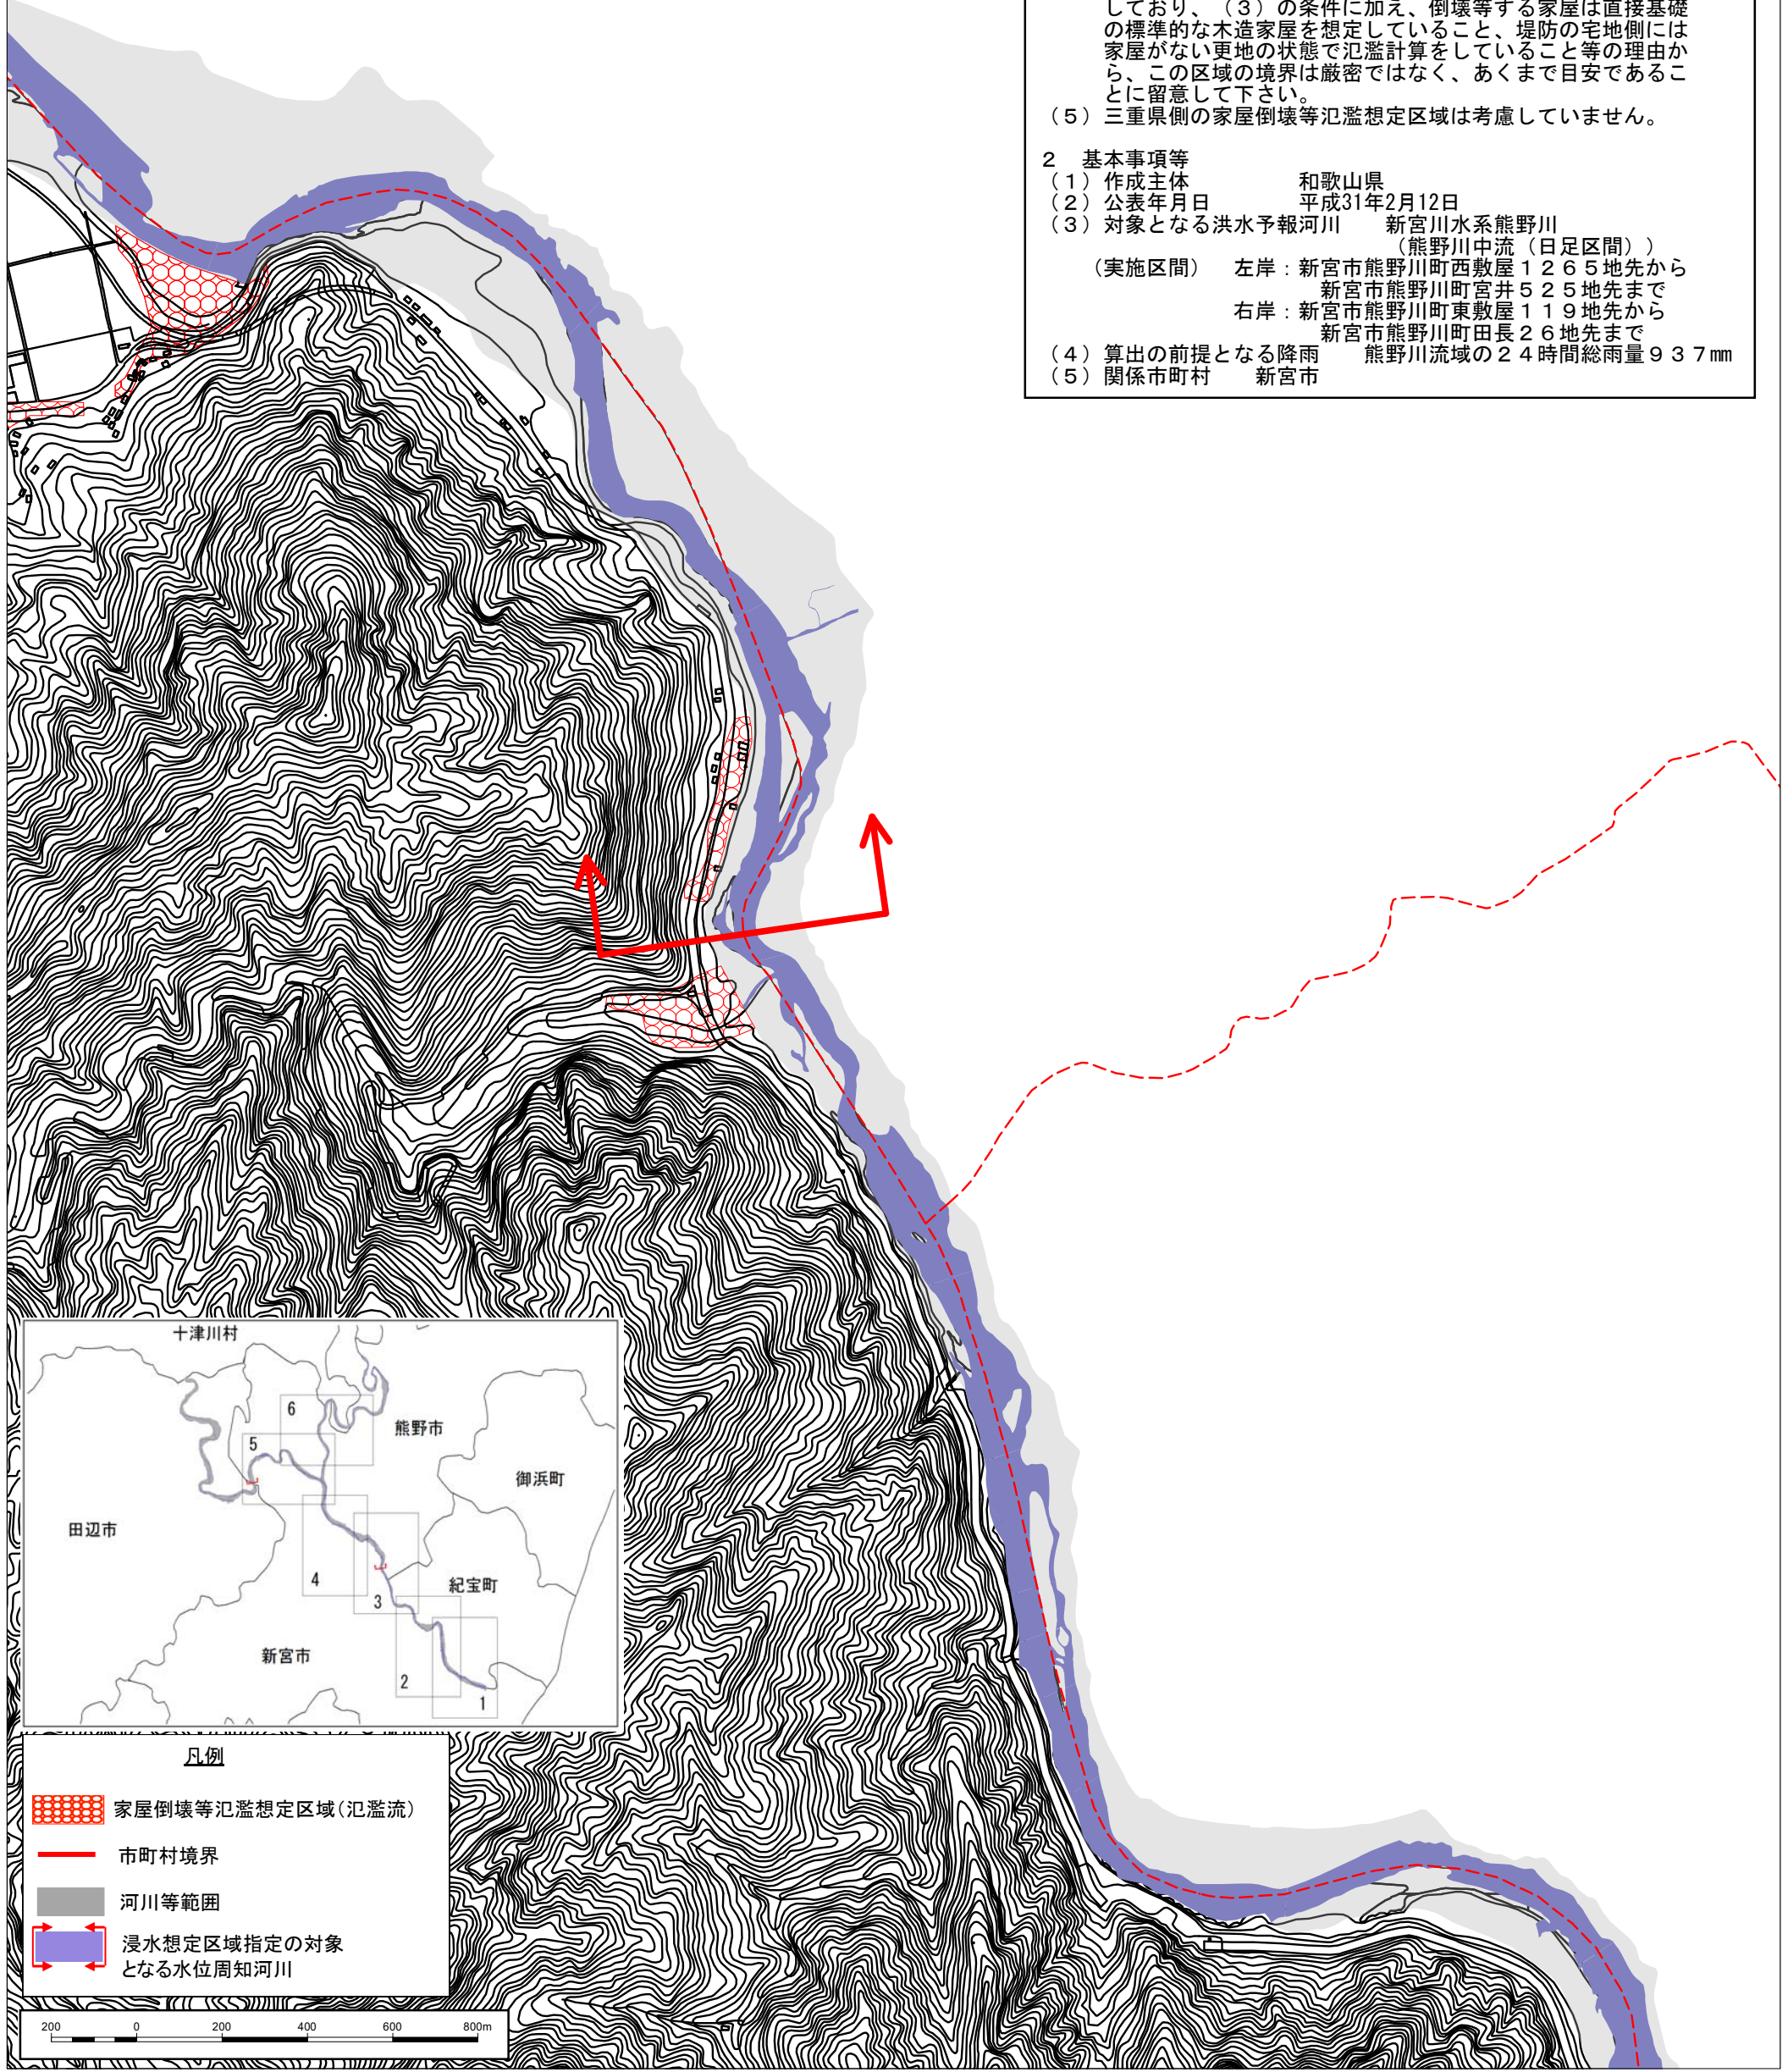 しており、（３）の条件に加え、倒壊等する家屋は直接基礎
の標準的な木造家屋を想定していること、堤防の宅地側には
家屋がない更地の状態で氾濫計算をしていること等の理由か
ら、この区域の境界は厳密ではなく、あくまで目安であるこ
とに留意して下さい。
（５）三重県側の家屋倒壊等氾濫想定区域は考慮していません。
２　基本事項等
（１）作成主体　　　　　和歌山県
（２）公表年月日　　　　平成31年2月12日
（３）対象となる洪水予報河川　　新宮川水系熊野川
（熊野川中流（日足区間））
（実施区間）　左岸：新宮市熊野川町西敷屋１２６５地先から
新宮市熊野川町宮井５２５地先まで
右岸：新宮市熊野川町東敷屋１１９地先から
新宮市熊野川町田長２６地先まで
（４）算出の前提となる降雨　　熊野川流域の２４時間総雨量９３７㎜
（５）関係市町村　　新宮市
十津川村
6
熊野市
5
御浜町
田辺市
4
紀宝町
3
新宮市
2
1
凡例
家屋倒壊等氾濫想定区域(氾濫流)
市町村境界
河川等範囲
浸水想定区域指定の対象
となる水位周知河川
200 0 200 400 600 800m